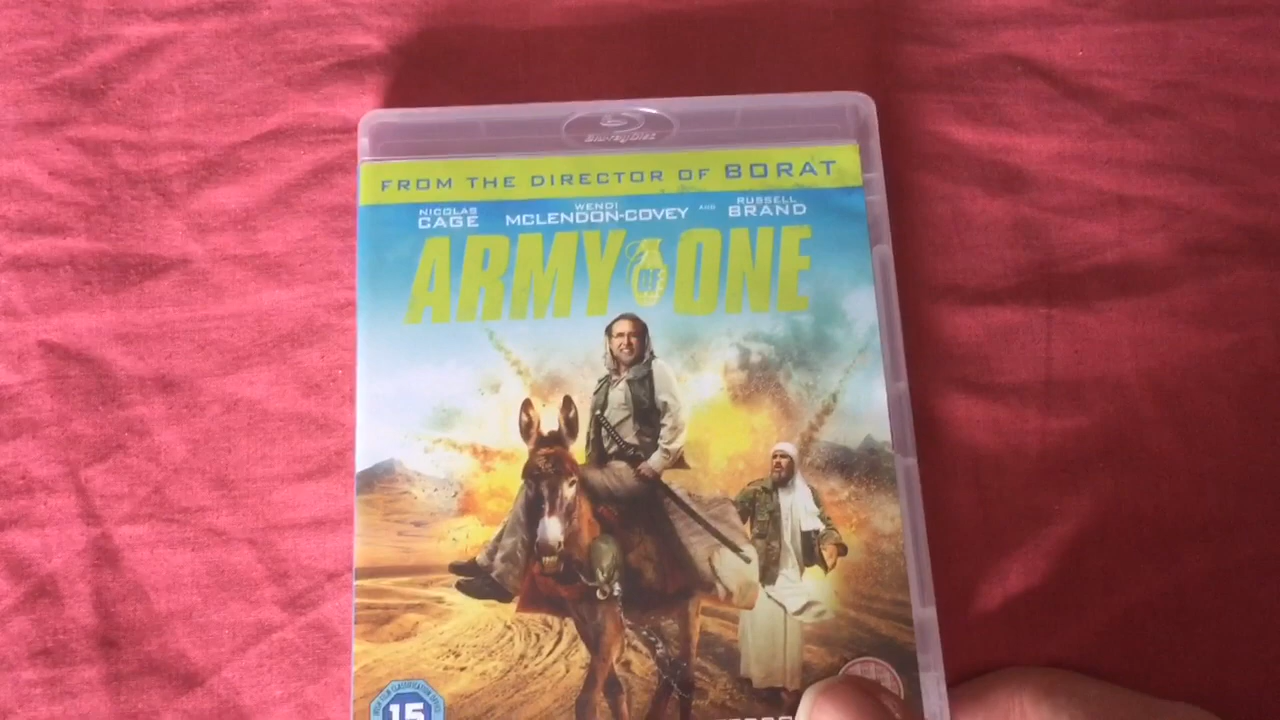 Blu-ray Disc
FROM THE DIRECTOR OF BORAT
NICOLAS CAGE
WENDI MCLENDON-COVEY
AND
RUSSELL BRAND
ARMY OF ONE
15